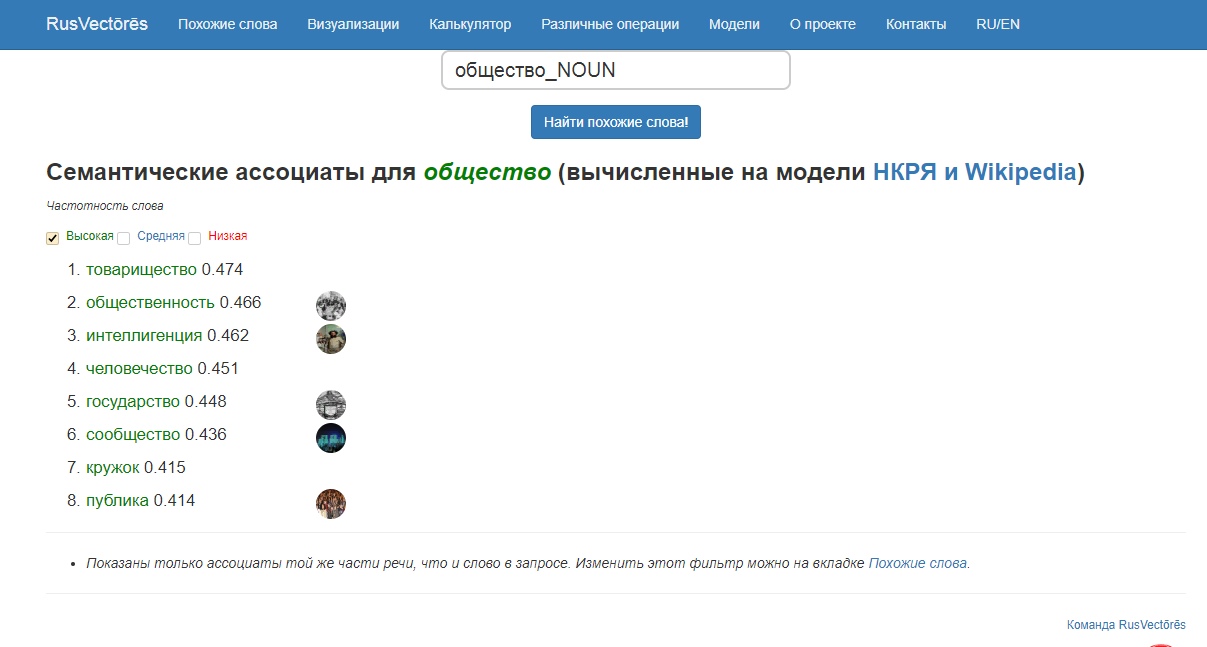 RusVectōrēs Похожие слова Визуализации Калькулятор Различные операции Модели О проекте Контакты RU/EN
общество_NOUN
Найти похожие слова!
Семантические ассоциаты для общество (вычисленные на модели НКРЯ и Wikipedia)
Частотность слова
Высокая Средняя Низкая
1. товарищество 0.474
2. общественность 0.466
3. интеллигенция 0.462
4. человечество 0.451
5. государство 0.448
6. сообщество 0.436
7. кружок 0.415
8. публика 0.414
• Показаны только ассоциаты той же части речи, что и слово в запросе. Изменить этот фильтр можно на вкладке Похожие слова.
Команда RusVectōrēs